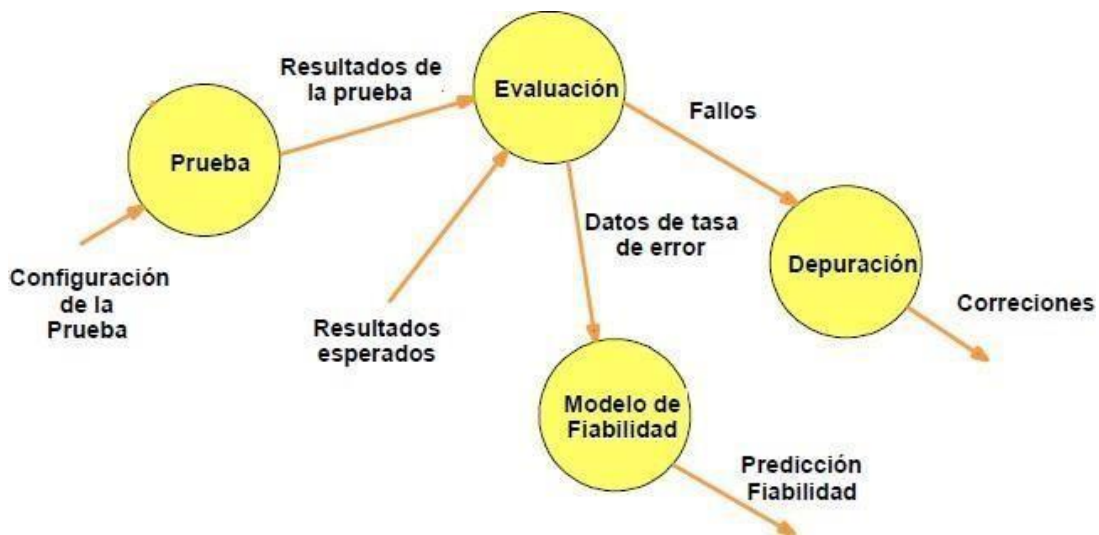 Resultados de
la prueba
Evaluación
Fallos
Prueba
Datos de tasa
de error
Depuración
Configuración
de la
Prueba
Resultados
esperados
Correciones
Modelo de
Fiabilidad
Predicción
Fiabilidad